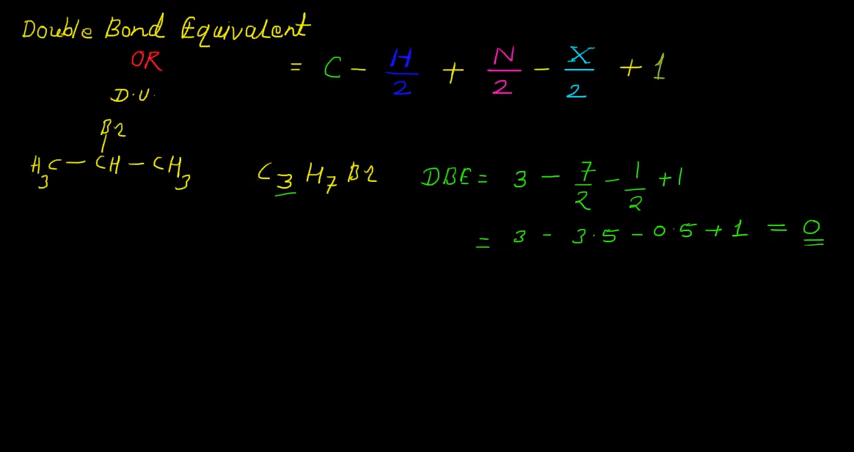 Double Bond Equivalent
OR
D.U.
= C - H/2 + N/2 - X/2 + 1
Br
H3C - CH - CH3
C3H7Br
DBE = 3 - 7/2 - 1/2 + 1
= 3 - 3.5 - 0.5 + 1 = 0